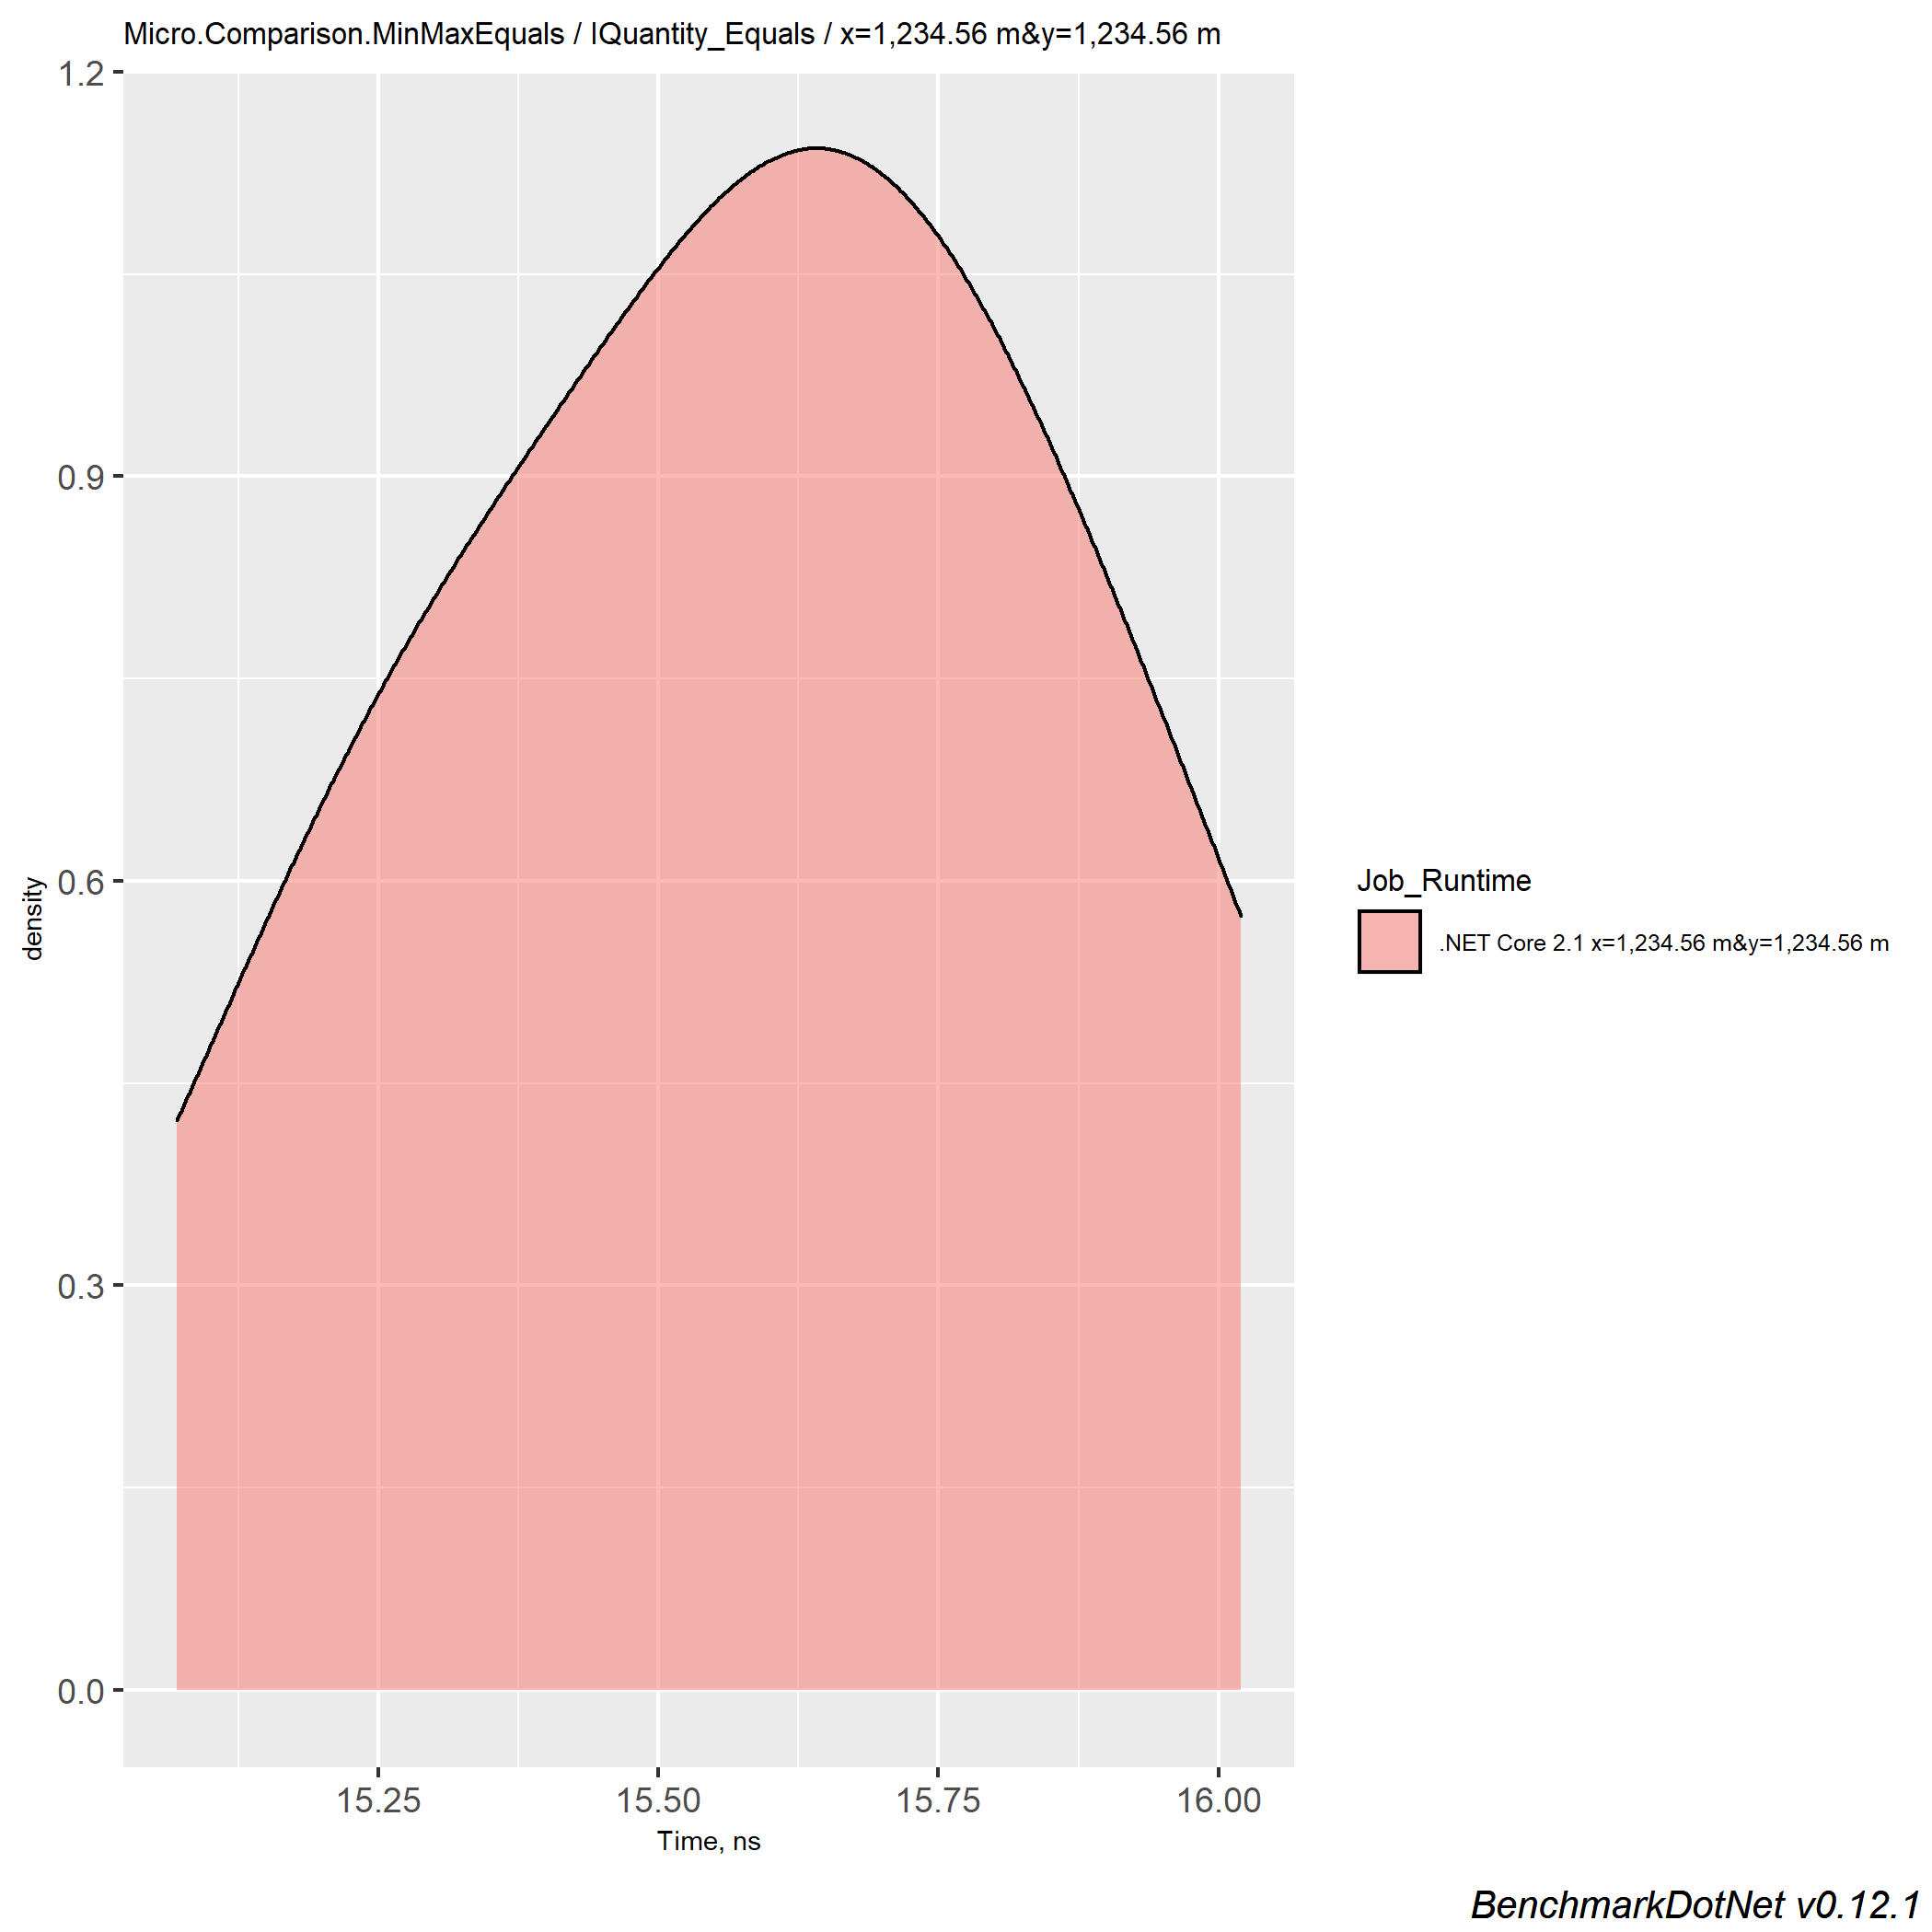 Micro.Comparison.MinMaxEquals / IQuantity_Equals / x=1,234.56 m&y=1,234.56 m
1.2
0.9
0.6
0.3
0.0
density
15.25 15.50 15.75 16.00
Time, ns
Job_Runtime
.NET Core 2.1 x=1,234.56 m&y=1,234.56 m
BenchmarkDotNet v0.12.1